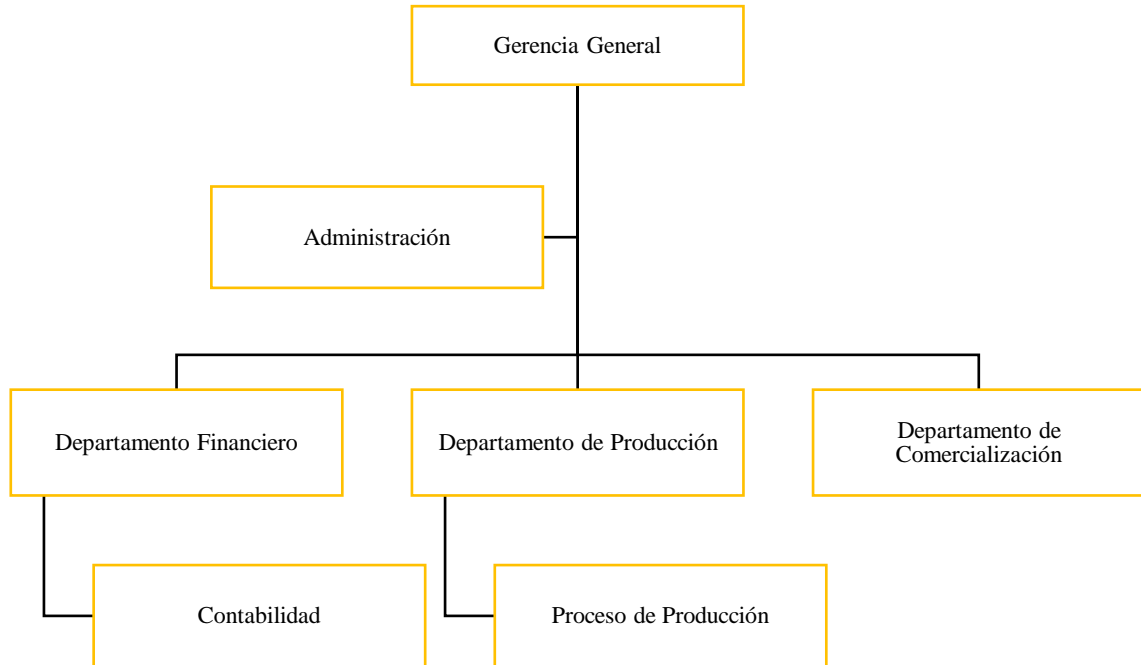 Gerencia General
Administración
Departamento Financiero
Departamento de Producción
Departamento de
Comercialización
Contabilidad
Proceso de Producción